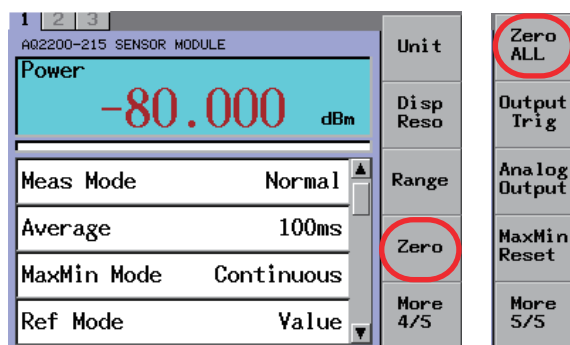 1 2 3
AQ2200-215 SENSOR MODULE
Power
-80.000 dBm
Meas Mode Normal
Average 100ms
MaxMin Mode Continuous
Ref Mode Value
Unit
Disp
Reso
Range
Zero
More
4/5
Zero
ALL
Output
Trig
Analog
Output
MaxMin
Reset
More
5/5